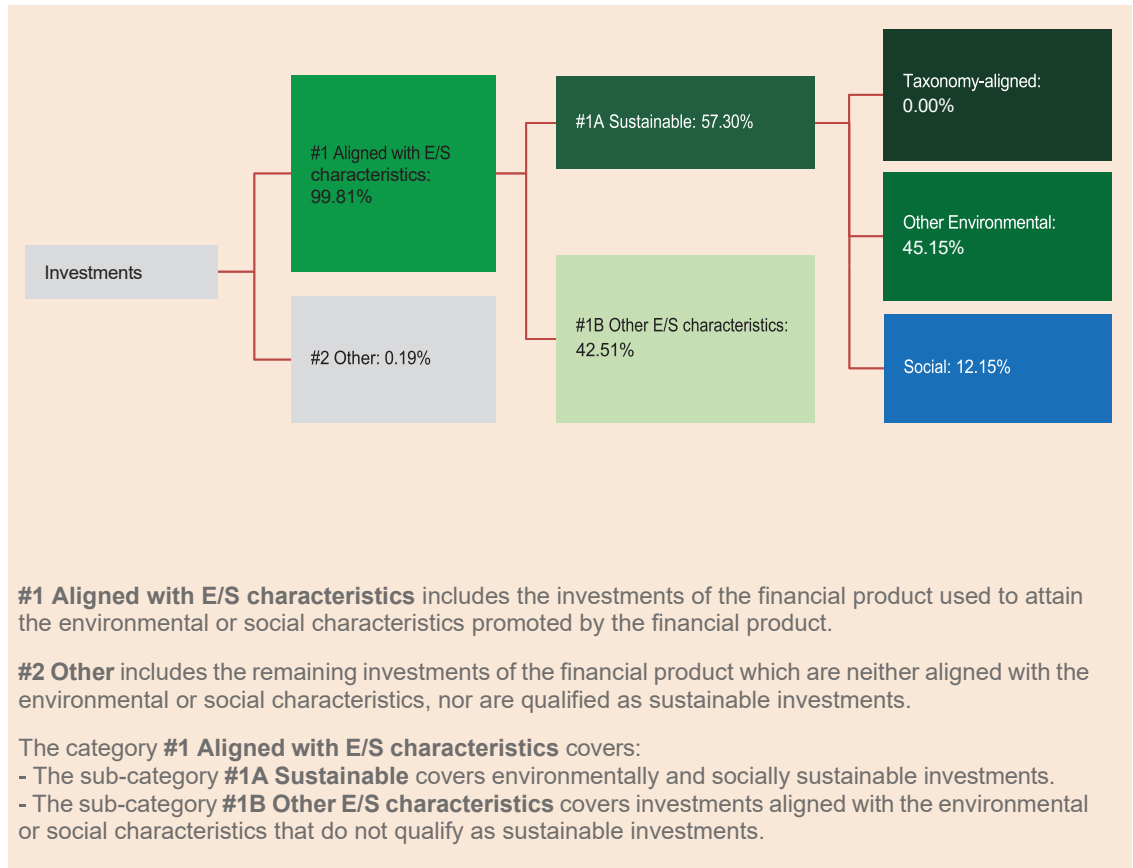 Investments
#1 Aligned with E/S
characteristics:
99.81%
#2 Other: 0.19%
#1A Sustainable: 57.30%
#1B Other E/S characteristics:
42.51%
Taxonomy-aligned:
0.00%
Other Environmental:
45.15%
Social: 12.15%
#1 Aligned with E/S characteristics includes the investments of the financial product used to attain
the environmental or social characteristics promoted by the financial product.
#2 Other includes the remaining investments of the financial product which are neither aligned with the
environmental or social characteristics, nor are qualified as sustainable investments.
The category #1 Aligned with E/S characteristics covers:
- The sub-category #1A Sustainable covers environmentally and socially sustainable investments.
- The sub-category #1B Other E/S characteristics covers investments aligned with the environmental
or social characteristics that do not qualify as sustainable investments.